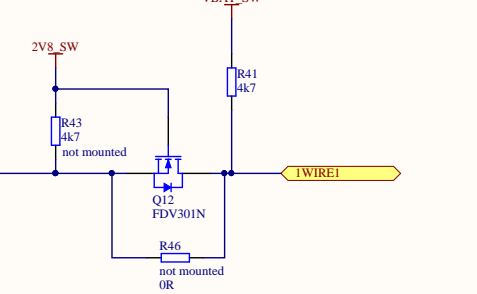 2V8_SW
R41
4k7
R43
4k7
not mounted
1WIRE1
Q12
FDV301N
R46
not mounted
0R